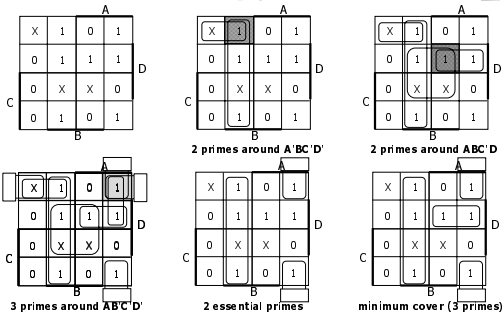 A
X 1 0 1
0 1 1 1
D
0 X X 0
C
0 1 0 1
B
A
X 1 0 1
0 1 1 1
D
0 X X 0
C
0 1 0 1
B
2 primes around A'BC'D'
A
X 1 0 1
0 1 1 1
D
0 X X 0
C
0 1 0 1
B
2 primes around ABC'D
A
X 1 0 1
0 1 1 1
D
0 X X 0
C
0 1 0 1
B
3 primes around AB'C'D'
A
X 1 0 1
0 1 1 1
D
0 X X 0
C
0 1 0 1
B
2 essential primes
A
X 1 0 1
0 1 1 1
D
0 X X 0
C
0 1 0 1
B
minimum cover (3 primes)